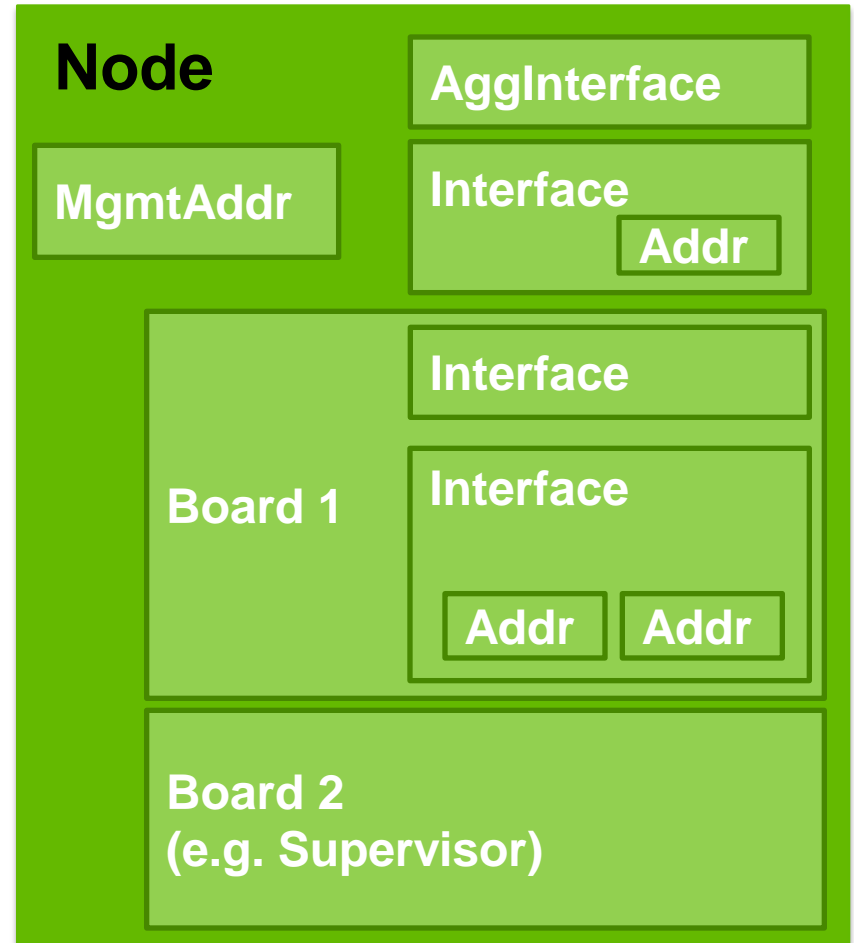 Node
AggInterface
MgmtAddr
Interface
Addr
Interface
Board 1
Interface
Addr
Addr
Board 2
(e.g. Supervisor)